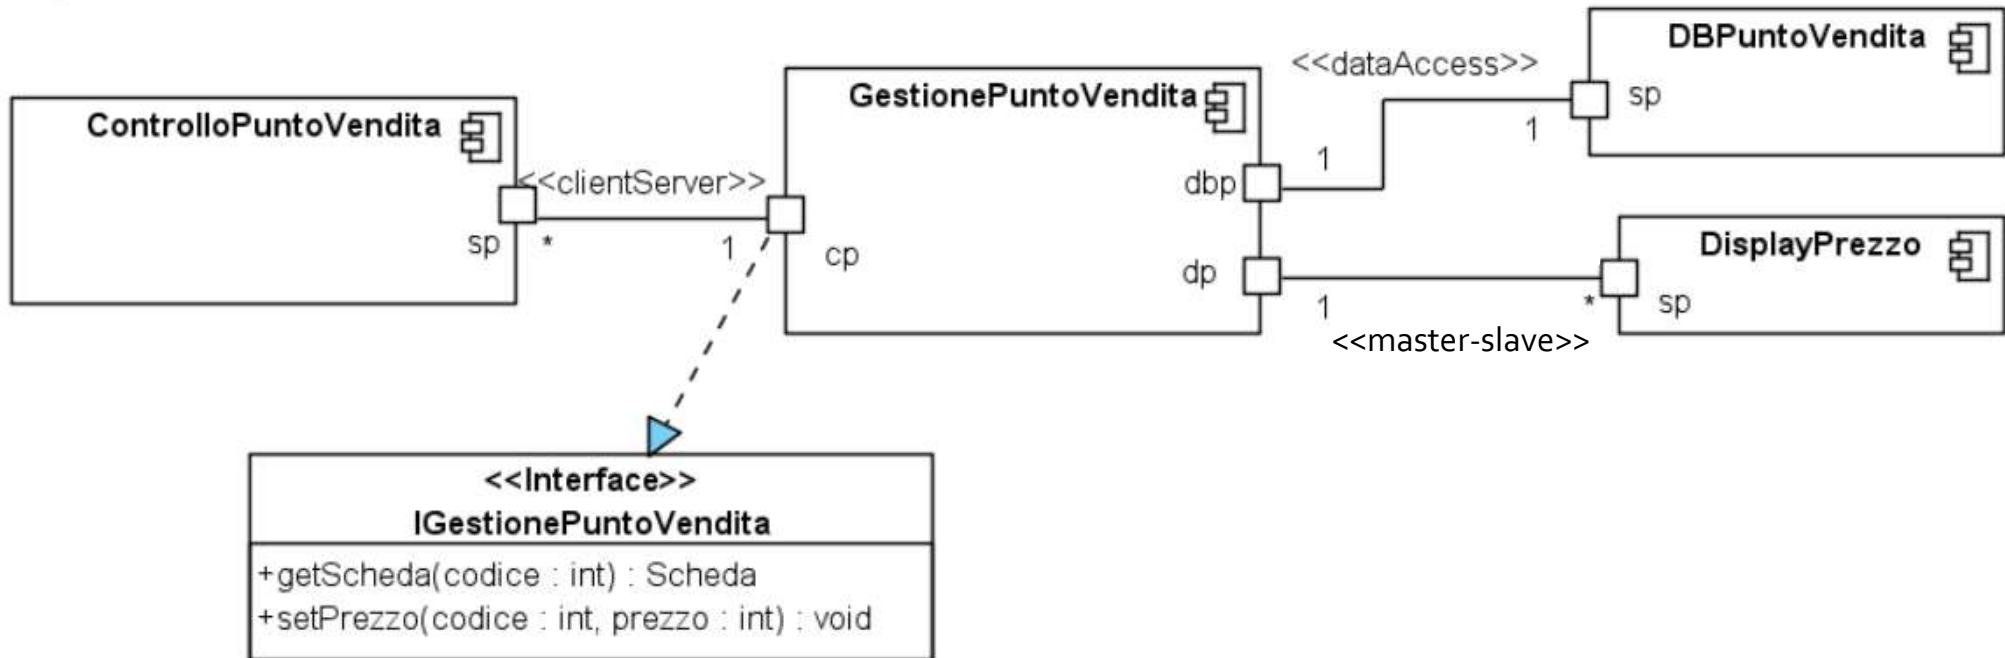 DBPuntoVendita
<<dataAccess>>
sp
1
GestionePuntoVendita
ControlloPuntoVendita
<<clientServer>>
1
dbp
sp
*
1
cp
dp
DisplayPrezzo
1
*
sp
<<master-slave>>
<<Interface>>
IGestionePuntoVendita
+getScheda(codice : int) : Scheda
+setPrezzo(codice : int, prezzo : int) : void